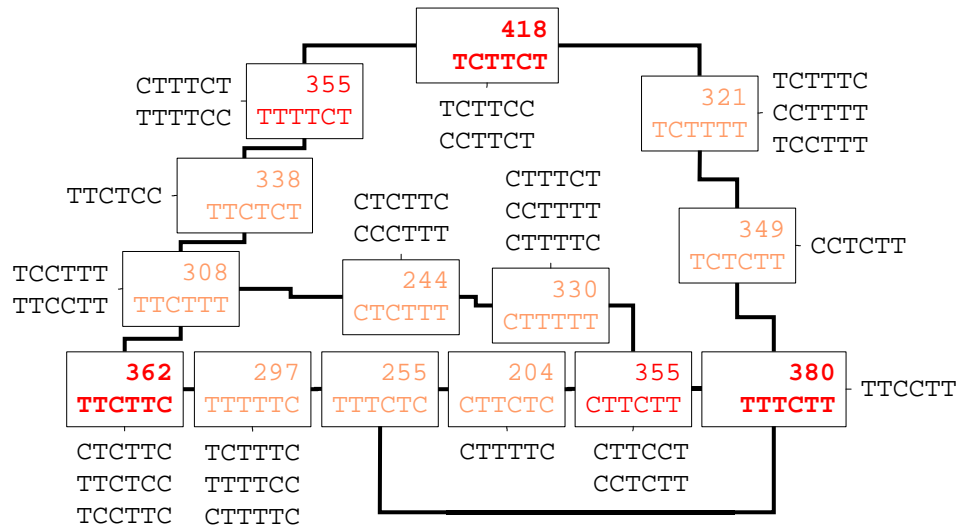 418
TCTTCT
CTTTCT
TTTTCC
355
TTTTCT
TCTTCC
CCTTCT
321
TCTTTT
TCTTTC
CCTTTT
TCCTTT
TTCTCC
338
TTCTCT
CTCTTC
CCCTTT
CTTTCT
CCTTTT
CTTTTC
349
TCTCTT
CCTCTT
TCCTTT
TTCCTT
308
TTCTTT
244
CTCTTT
330
CTTTTT
362
TTCTTC
297
TTTTTC
255
TTTCTC
204
CTTCTC
355
CTTCTT
380
TTTCTT
TTCCTT
CTCTTC
TTCTCC
TCCTTC
TCTTTC
TTTTCC
CTTTTC
CTTTTC
CTTCCT
CCTCTT